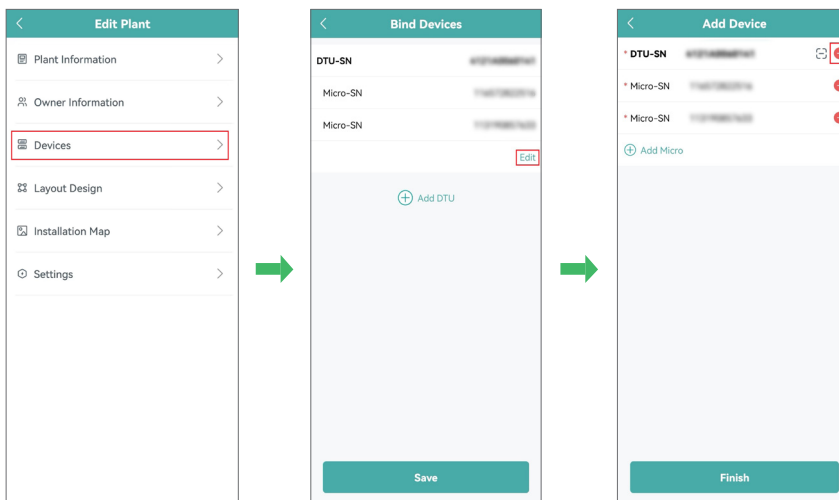 Edit Plant
Plant Information
Owner Information
Devices
Layout Design
Installation Map
Settings
Bind Devices
DTU-SN
Micro-SN
Micro-SN
Edit
Add DTU
Save
Add Device
* DTU-SN
* Micro-SN
* Micro-SN
Add Micro
Finish